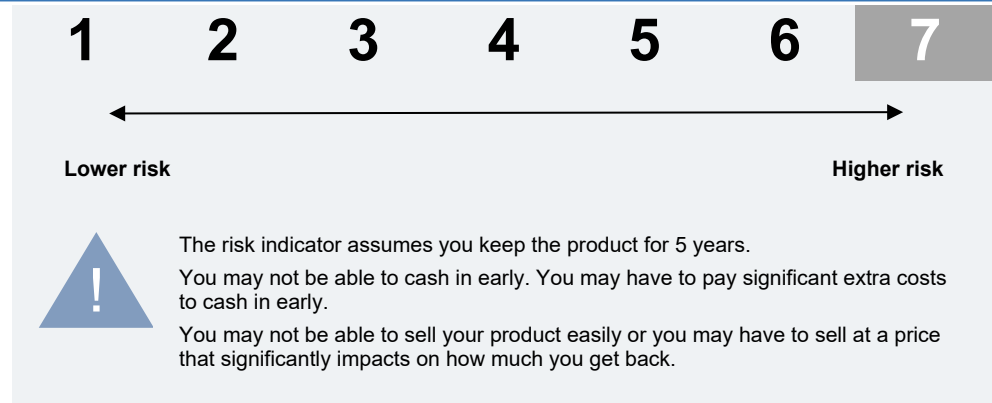 1 2 3 4 5 6 7
Lower risk Higher risk
The risk indicator assumes you keep the product for 5 years.
!
You may not be able to cash in early. You may have to pay significant extra costs
to cash in early.
You may not be able to sell your product easily or you may have to sell at a price
that significantly impacts on how much you get back.